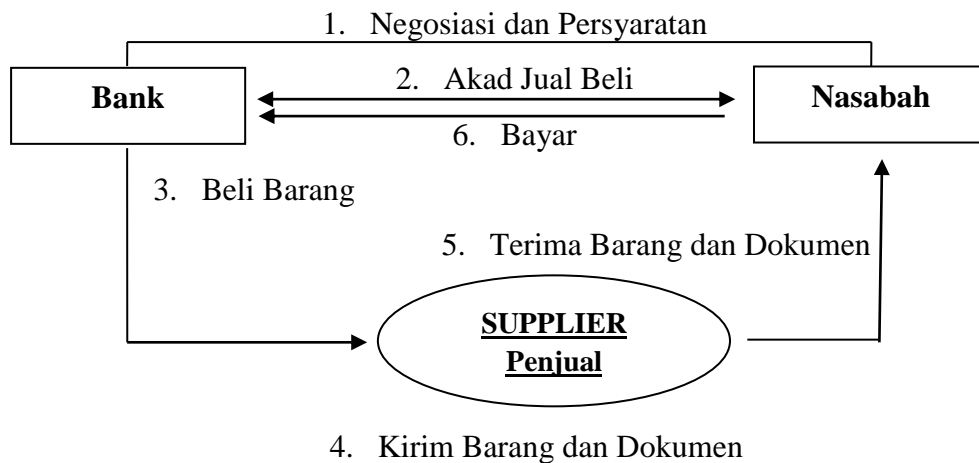 1. Negosiasi dan Persyaratan
Bank
2. Akad Jual Beli
Nasabah
6. Bayar
3. Beli Barang
5. Terima Barang dan Dokumen
SUPPLIER
Penjual
4. Kirim Barang dan Dokumen